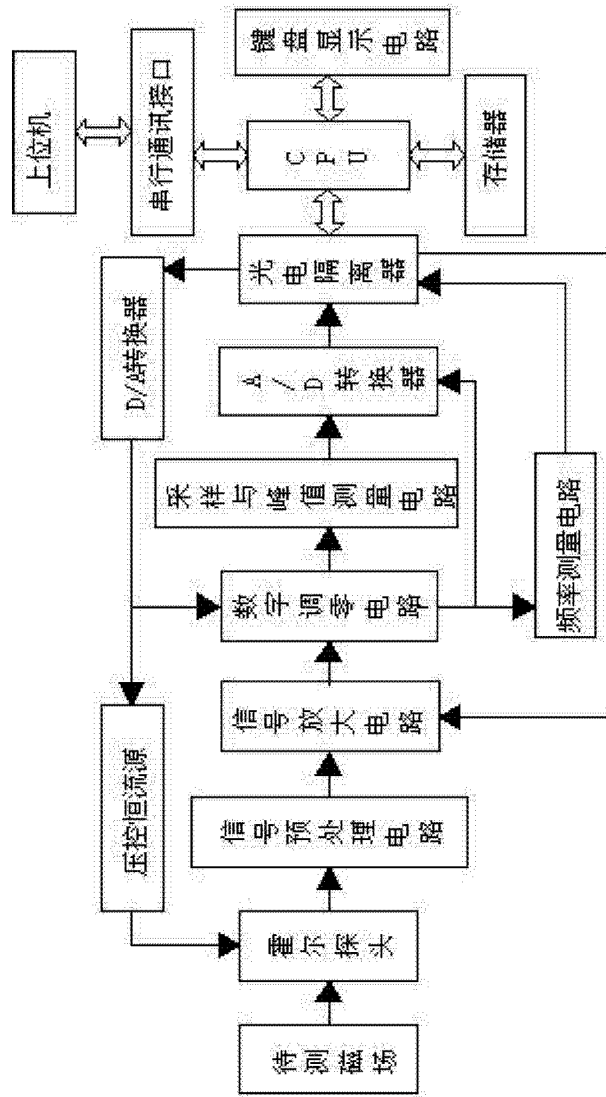 上位机
串行通讯接口
键盘显示电路
CPU
存储器
光电隔离器
D/A转换器
A/D转换器
采样与峰值测量电路
数字调零电路
频率测量电路
信号放大电路
压控恒流源
信号预处理电路
霍尔探头
待测磁场